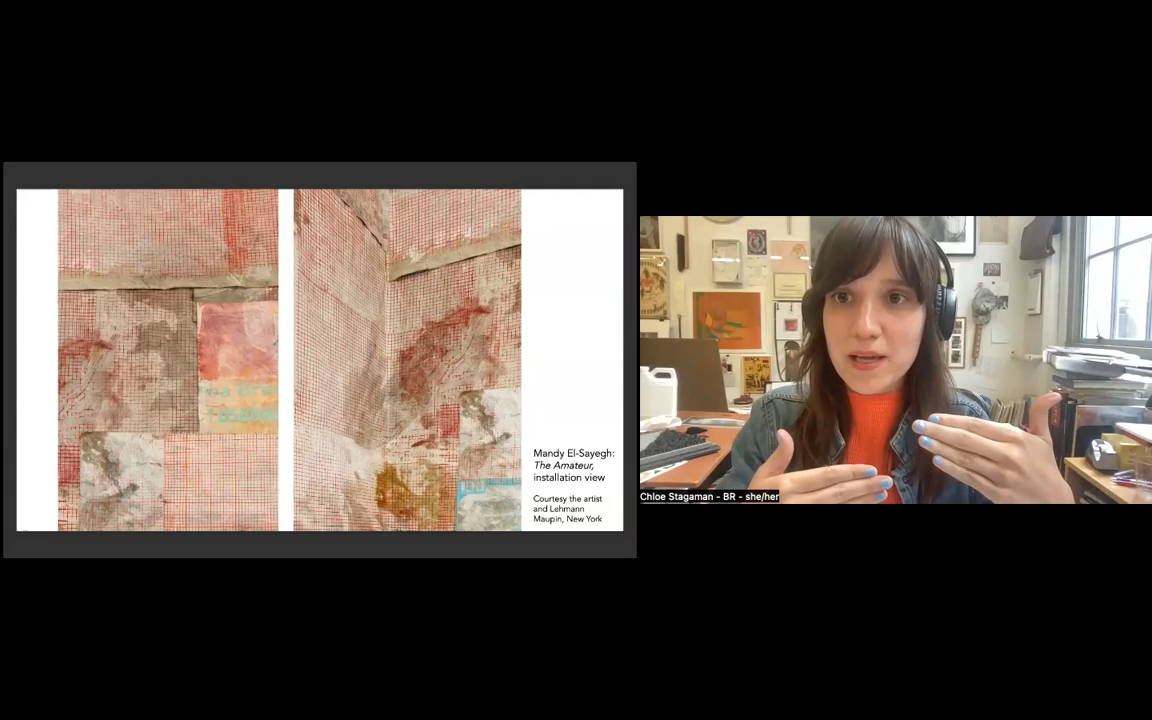 Mandy El-Sayegh:
The Amateur,
installation view
Courtesy the artist
and Lehmann
Maupin, New York
Chloe Stagaman - BR - she/her